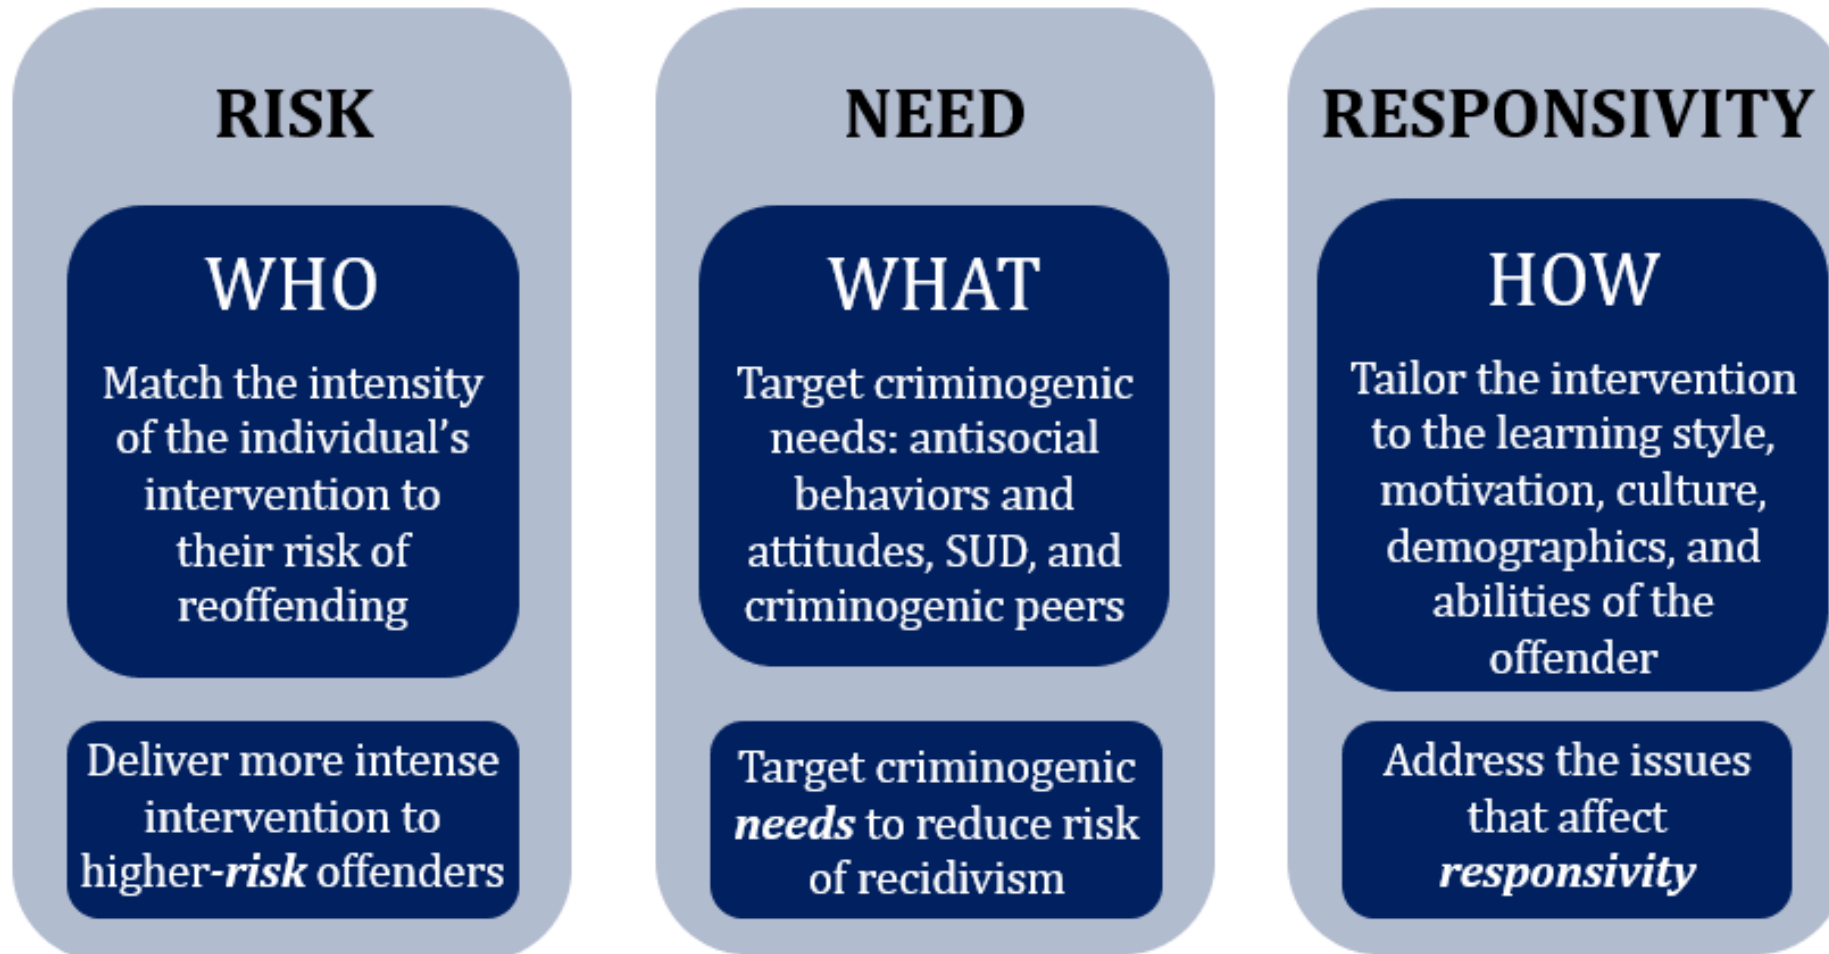 RISK
WHO
Match the intensity
of the individual’s
intervention to
their risk of
reoffending
Deliver more intense
intervention to
higher-risk offenders
NEED
WHAT
Target criminogenic
needs: antisocial
behaviors and
attitudes, SUD, and
criminogenic peers
Target criminogenic
needs to reduce risk
of recidivism
RESPONSIVITY
HOW
Tailor the intervention
to the learning style,
motivation, culture,
demographics, and
abilities of the
offender
Address the issues
that affect
responsivity